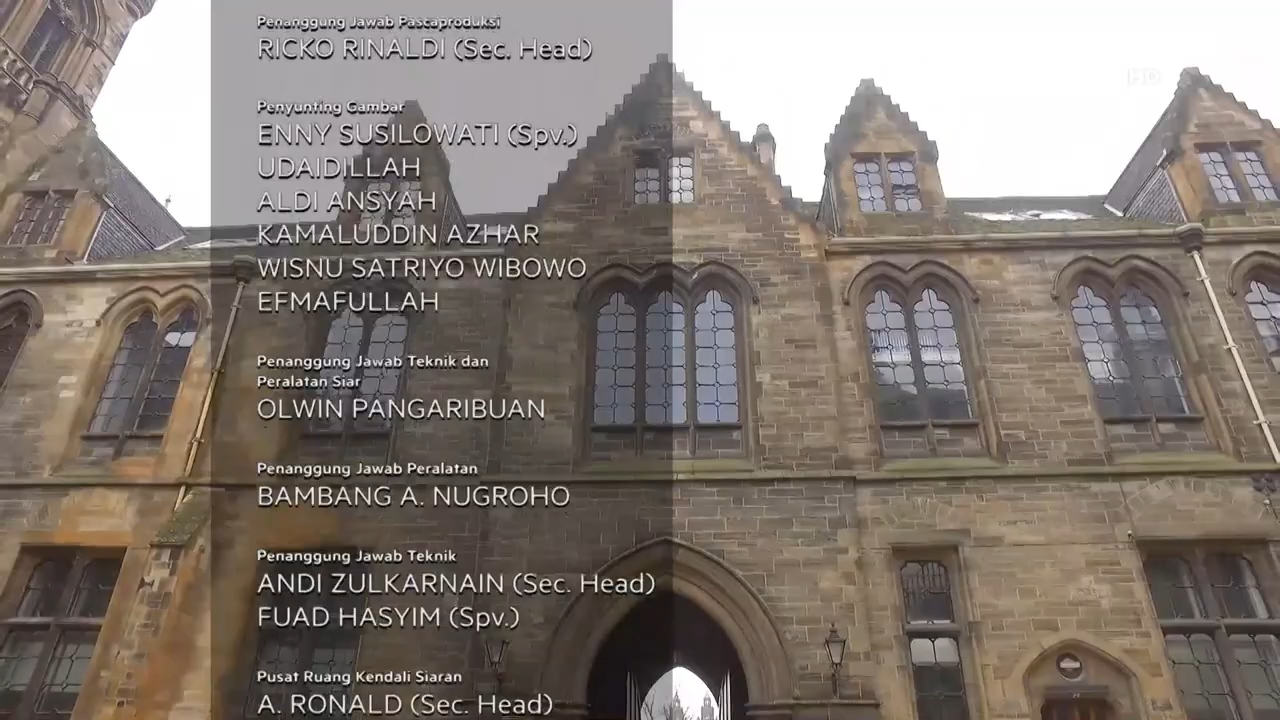 Penanggung Jawab Pascaproduksi
RICKO RINALDI (Sec. Head)
Penyunting Gambar
ENNY SUSILOWATI (Spv.)
UDAIDILLAH
ALDI ANSYAH
KAMALUDDIN AZHAR
WISNU SATRIYO WIBOWO
EFMAFULLAH
Penanggung Jawab Teknik dan
Peralatan Siar
OLWIN PANGARIBUAN
Penanggung Jawab Peralatan
BAMBANG A. NUGROHO
Penanggung Jawab Teknik
ANDI ZULKARNAIN (Sec. Head)
FUAD HASYIM (Spv.)
Pusat Ruang Kendali Siaran
A. RONALD (Sec. Head)
HD